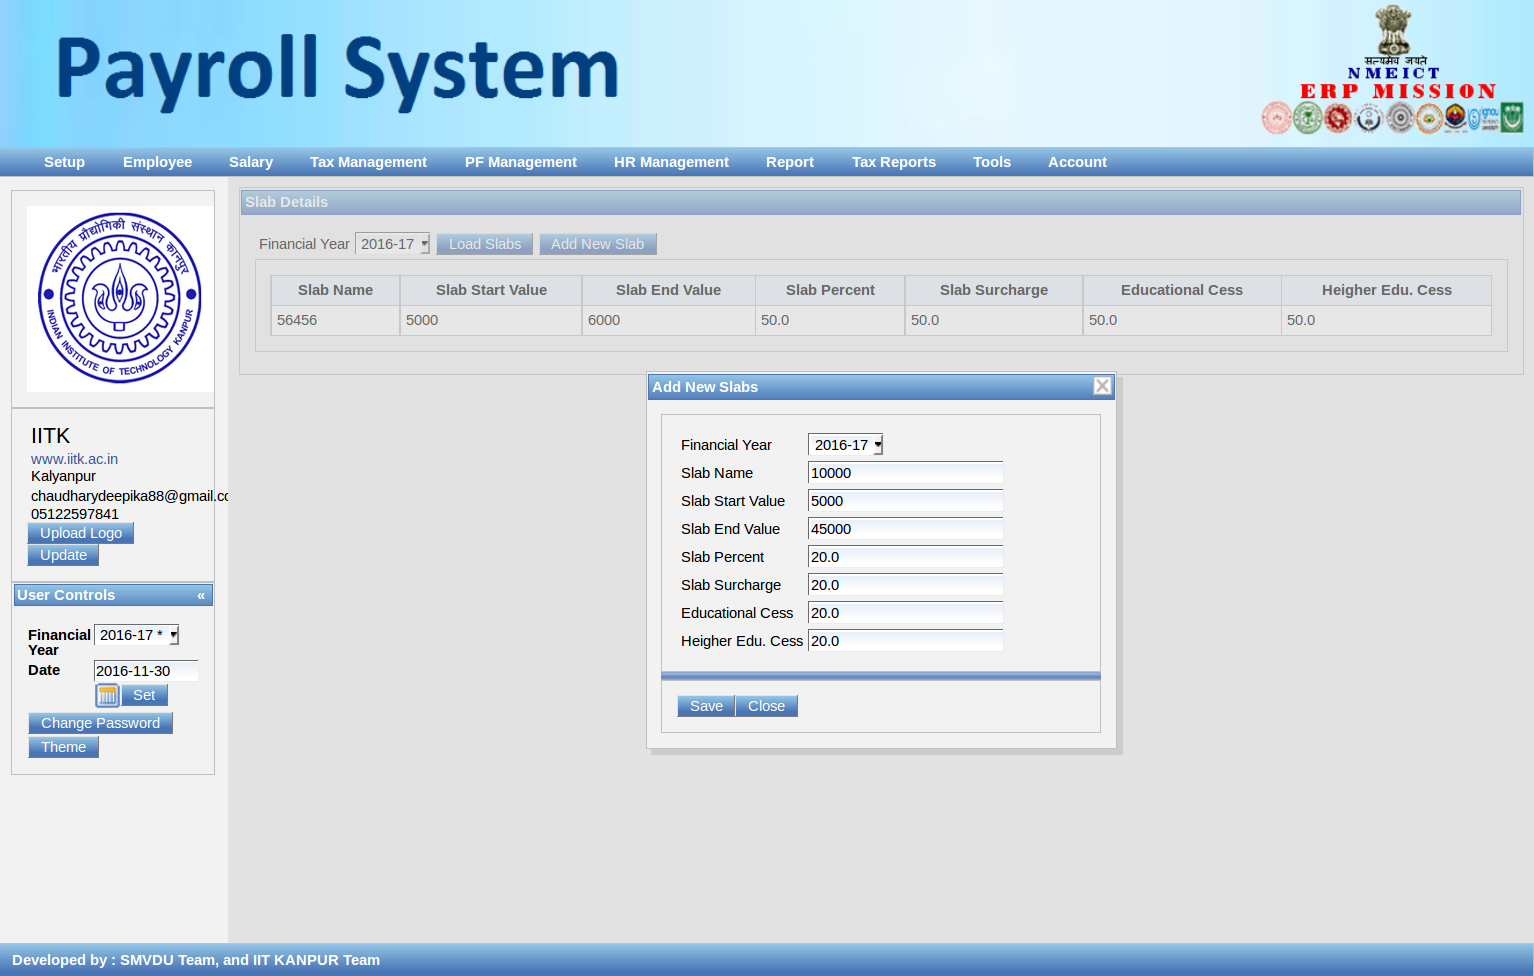 Payroll System
सत्यमेव जयते
NMEICT
ERP MISSION
Setup Employee Salary Tax Management PF Management HR Management Report Tax Reports Tools Account
भारतीय प्रौद्योगिकी संस्थान कानपुर
INDIAN INSTITUTE OF TECHNOLOGY KANPUR
IITK
www.iitk.ac.in
Kalyanpur
chaudharydeepika88@gmail.co
05122597841
Upload Logo
Update
User Controls «
Financial Year 2016-17 *
Date 2016-11-30
Set
Change Password
Theme
Slab Details
Financial Year 2016-17 Load Slabs Add New Slab
Slab Name Slab Start Value Slab End Value Slab Percent Slab Surcharge Educational Cess Heigher Edu. Cess
56456 5000 6000 50.0 50.0 50.0 50.0
Add New Slabs
Financial Year 2016-17
Slab Name 10000
Slab Start Value 5000
Slab End Value 45000
Slab Percent 20.0
Slab Surcharge 20.0
Educational Cess 20.0
Heigher Edu. Cess 20.0
Save Close
Developed by : SMVDU Team, and IIT KANPUR Team